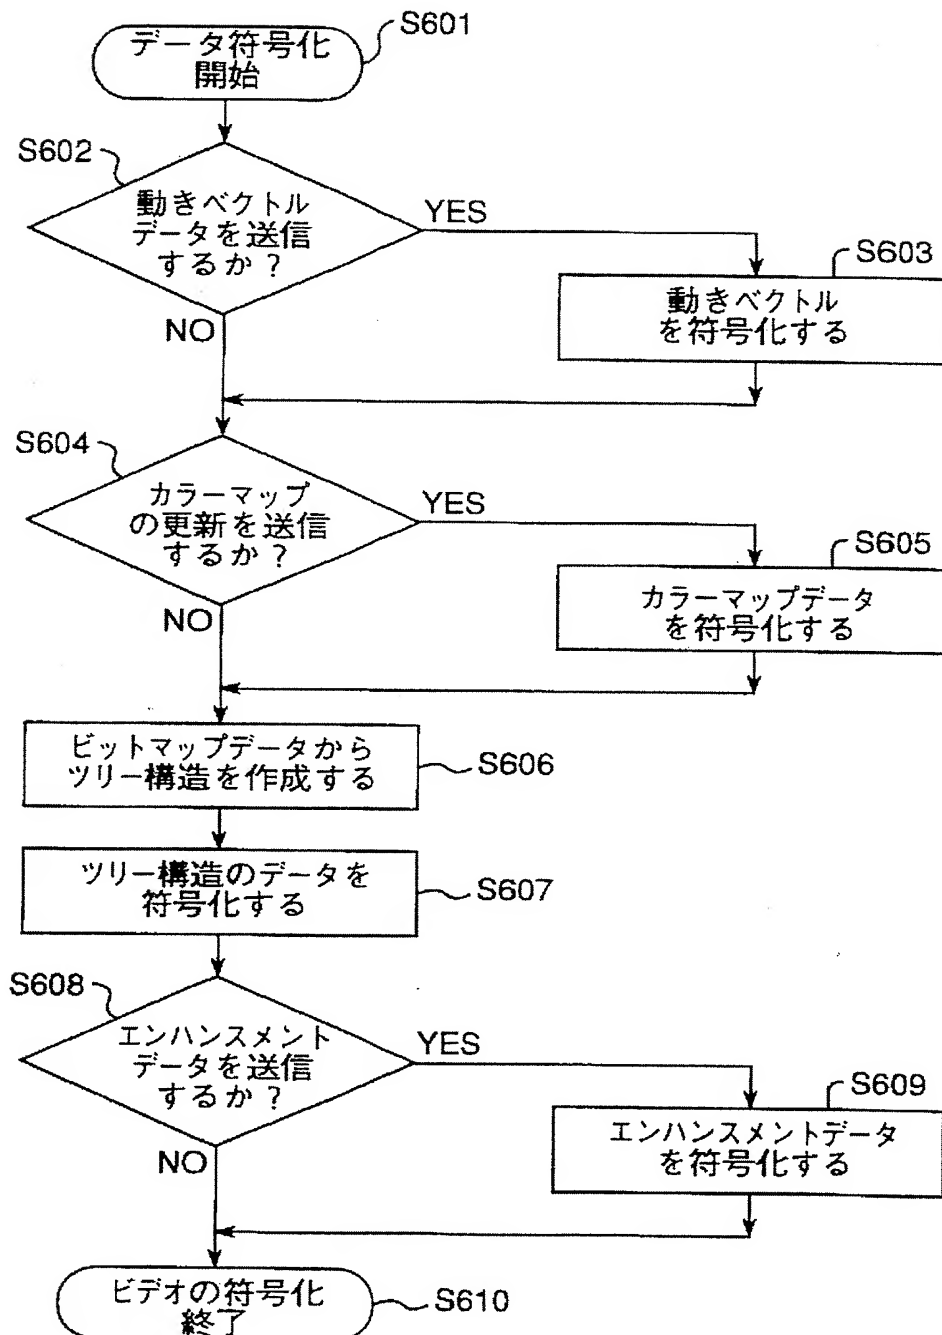 S601
データ符号化
開始
S602
動きベクトル
データを送信
するか？
YES
NO
S603
動きベクトル
を符号化する
S604
カラーマップ
の更新を送信
するか？
YES
NO
S605
カラーマップデータ
を符号化する
ビットマップデータから
ツリー構造を作成する
S606
ツリー構造のデータを
符号化する
S607
S608
エンハンスメント
データを送信
するか？
YES
NO
S609
エンハンスメントデータ
を符号化する
ビデオの符号化
終了
S610